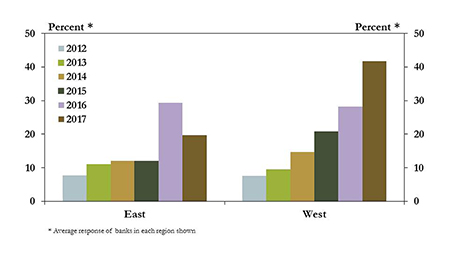 Percent * Percent *
50 50
2012
2013
40 40
2014
2015
30 2016 30
2017
20 20
10 10
0 0
East West
* Average response of banks in each region shown